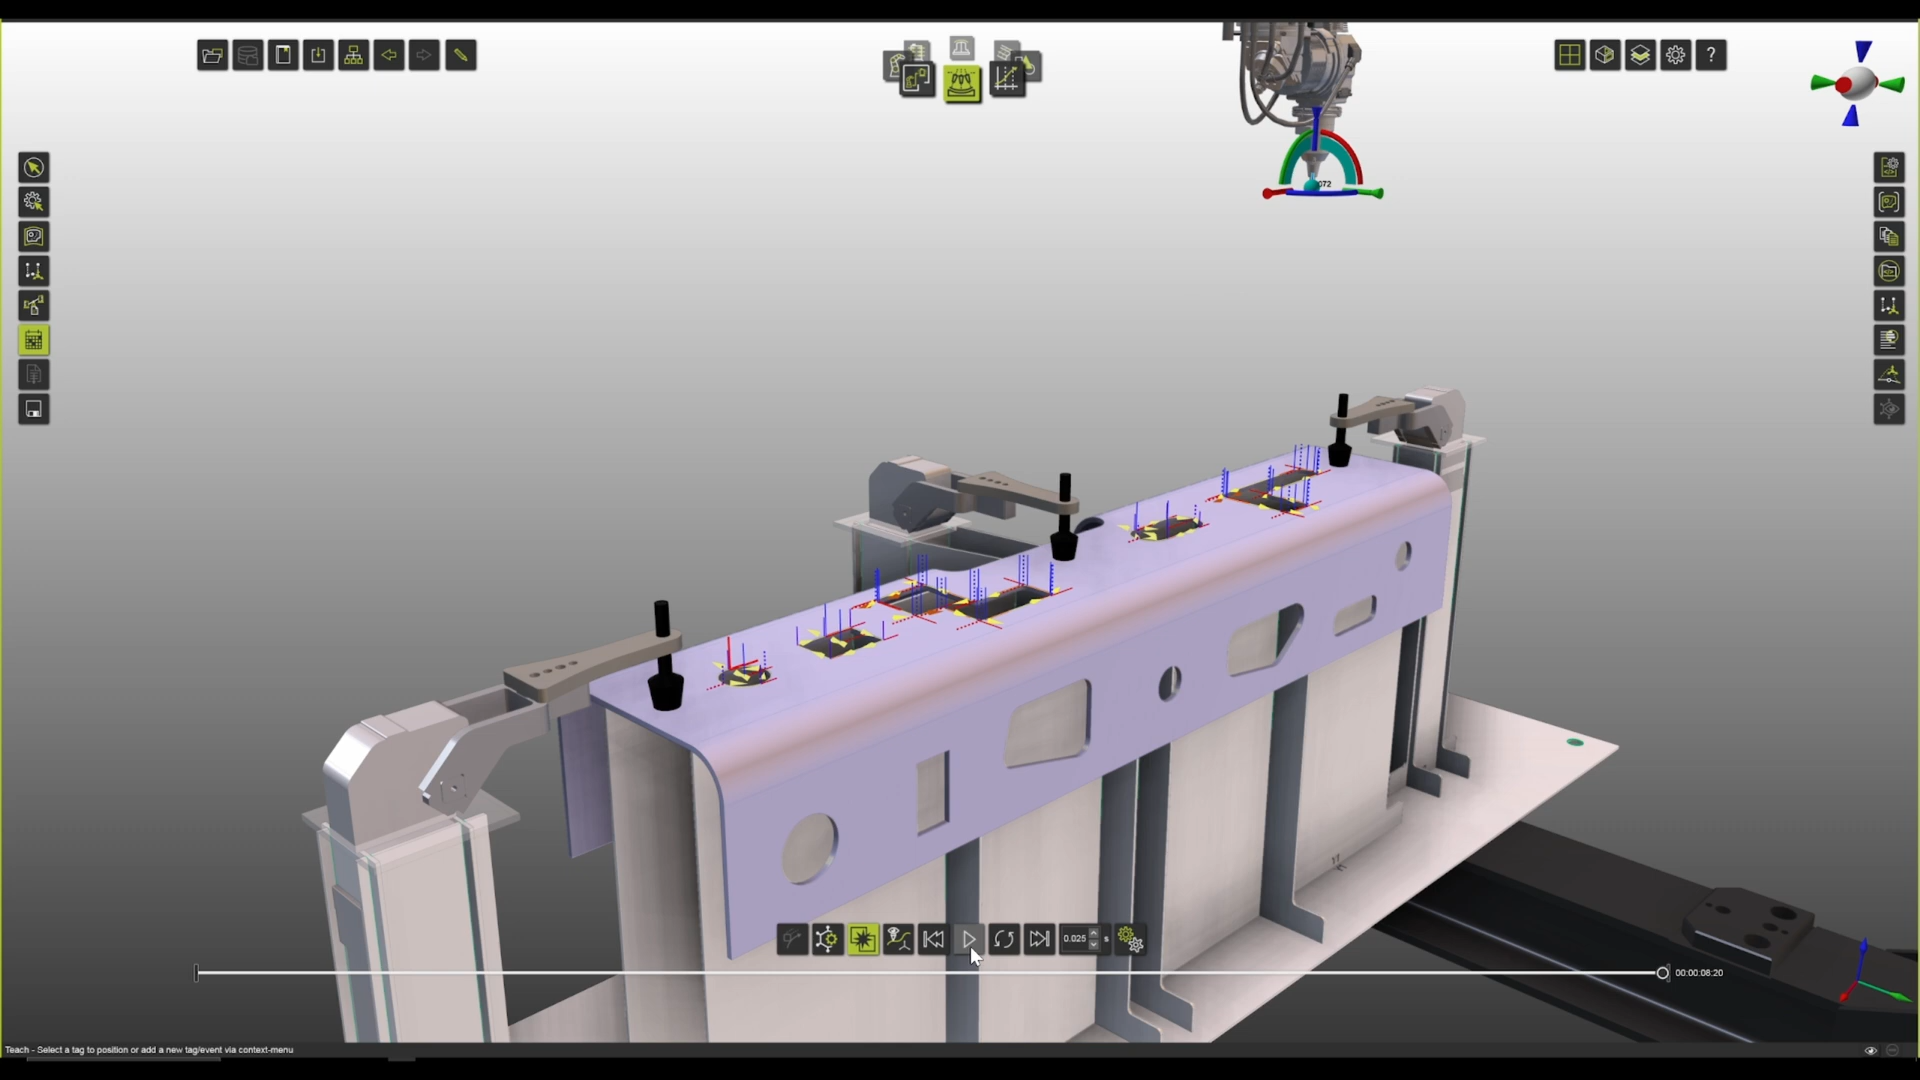 ?
072
0.025 s
00:00:08:20
Teach - Select a tag to position or add a new tag/event via context-menu